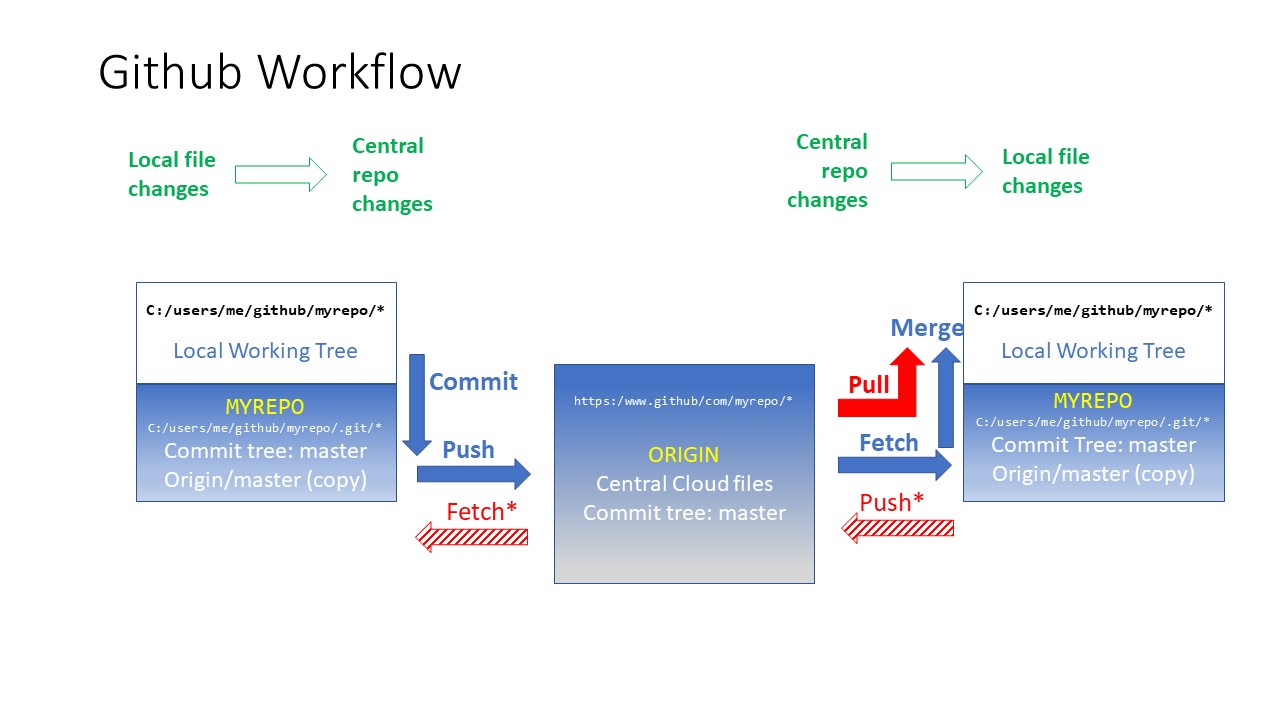 Github Workflow
Local file
changes
Central
repo
changes
Central
repo
changes
Local file
changes
C:/users/me/github/myrepo/*
Local Working Tree
MYREPO
C:/users/me/github/myrepo/.git/*
Commit tree: master
Origin/master (copy)
Commit
Push
Fetch*
https:/www.github/com/myrepo/*
ORIGIN
Central Cloud files
Commit tree: master
Merge
Pull
Fetch
Push*
C:/users/me/github/myrepo/*
Local Working Tree
MYREPO
C:/users/me/github/myrepo/.git/*
Commit Tree: master
Origin/master (copy)